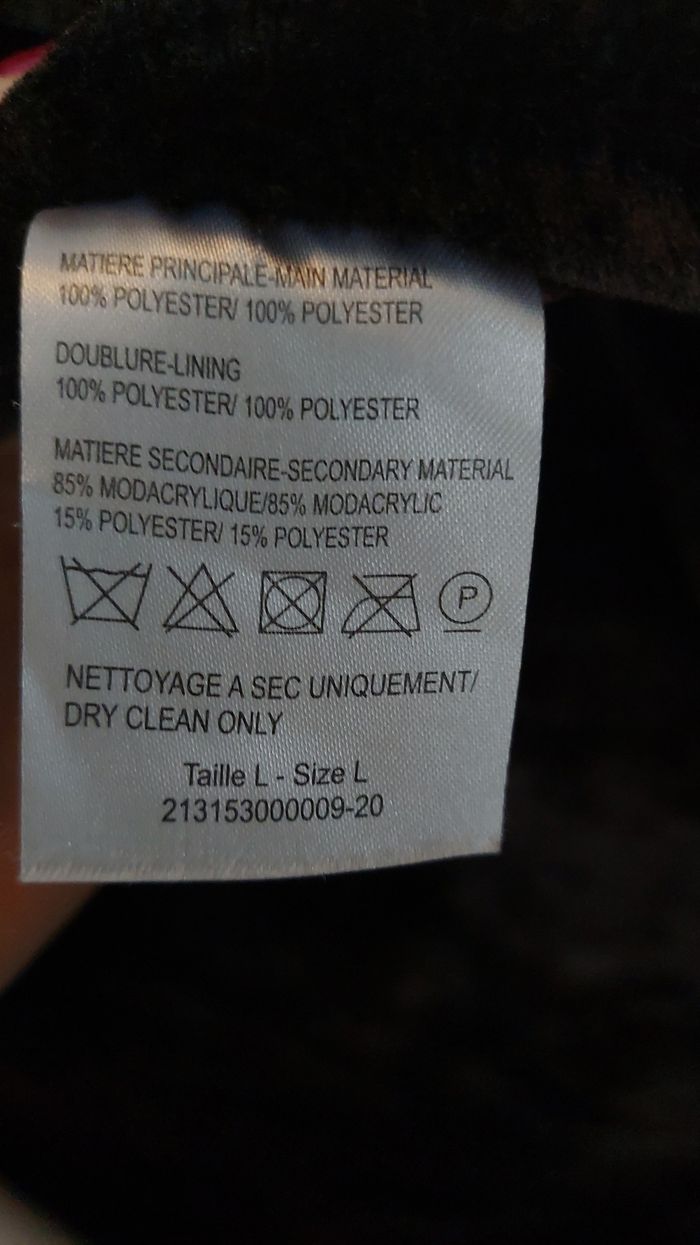 MATIERE PRINCIPALE-MAIN MATERIAL
100% POLYESTER/ 100% POLYESTER
DOUBLURE-LINING
100% POLYESTER/ 100% POLYESTER
MATIERE SECONDAIRE-SECONDARY MATERIAL
85% MODACRYLIQUE/85% MODACRYLIC
15% POLYESTER/ 15% POLYESTER
P
NETTOYAGE A SEC UNIQUEMENT/
DRY CLEAN ONLY
Taille L - Size L
213153000009-20